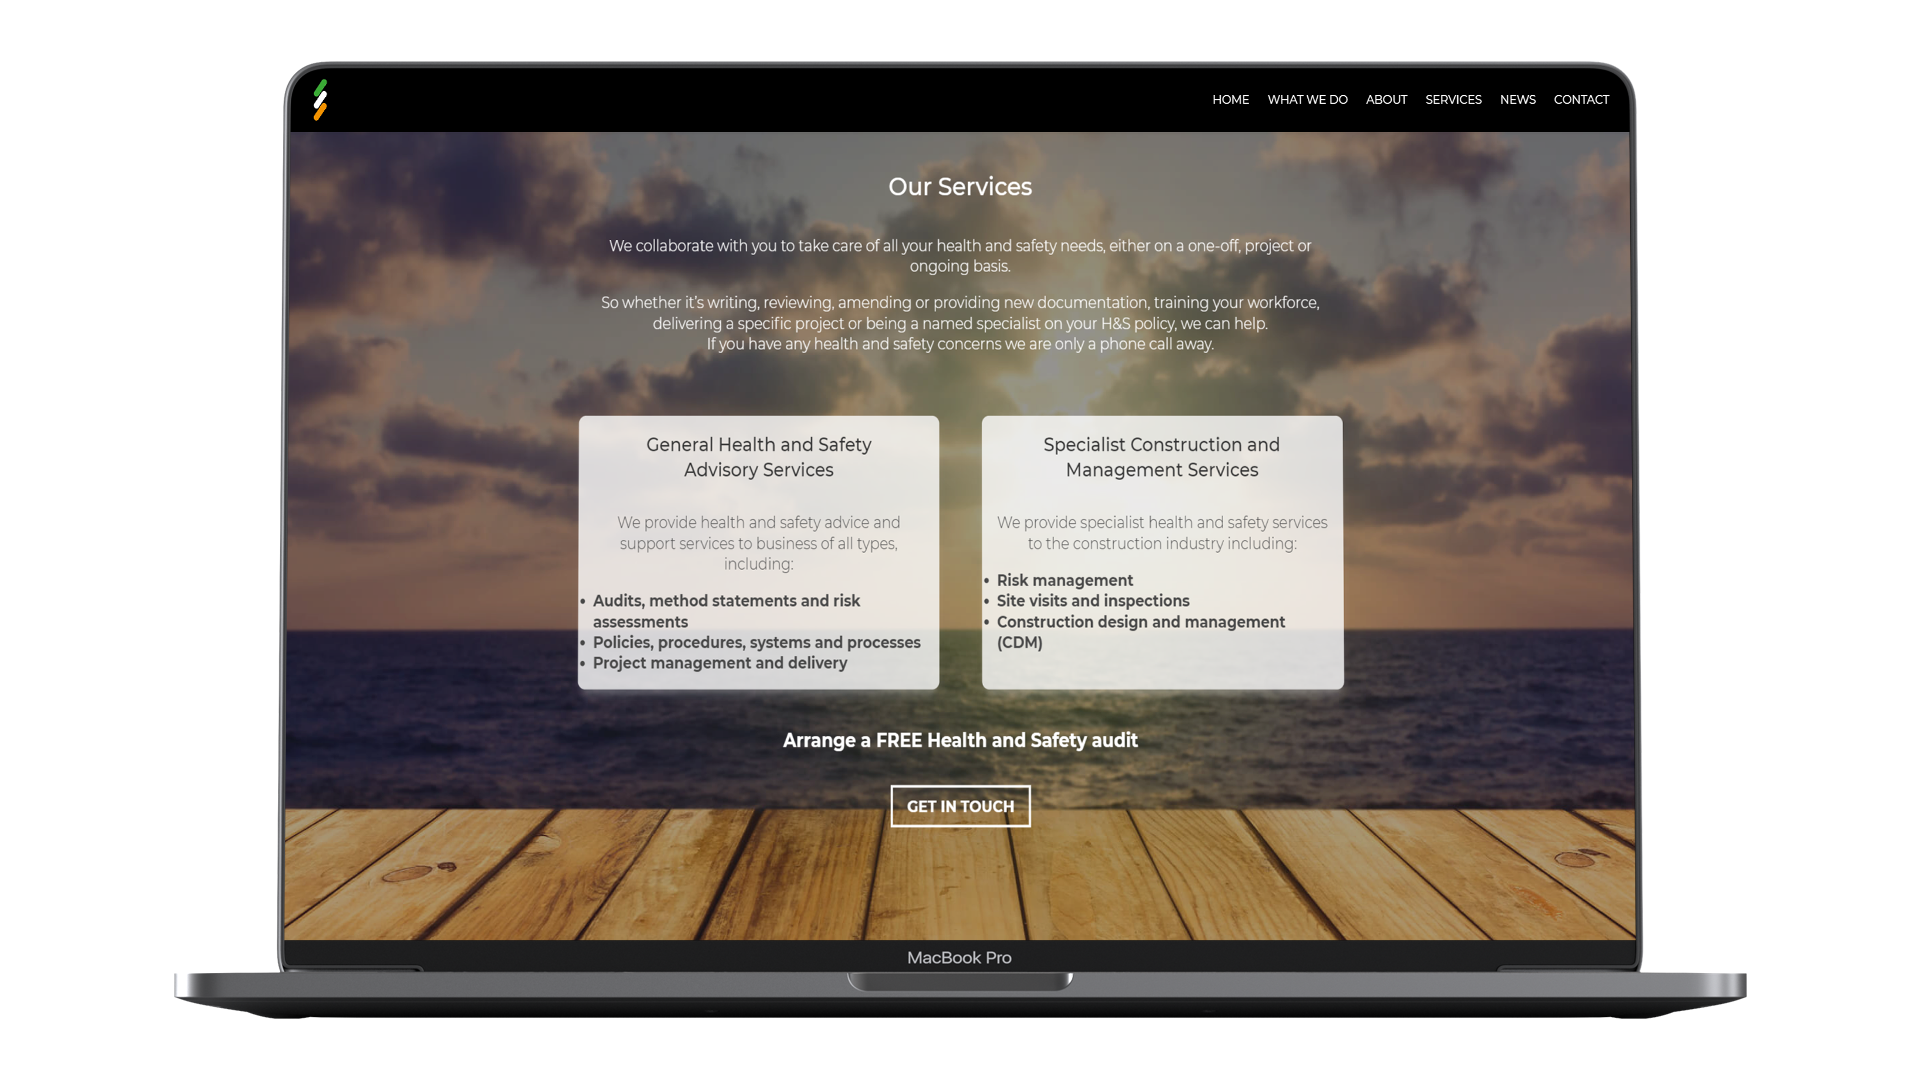 HOME WHAT WE DO ABOUT SERVICES NEWS CONTACT
Our Services
We collaborate with you to take care of all your health and safety needs, either on a one-off, project or
ongoing basis.
So whether it's writing, reviewing, amending or providing new documentation, training your workforce,
delivering a specific project or being a named specialist on your H&S policy, we can help.
If you have any health and safety concerns we are only a phone call away.
General Health and Safety
Advisory Services
We provide health and safety advice and
support services to business of all types,
including:
• Audits, method statements and risk
assessments
• Policies, procedures, systems and processes
• Project management and delivery
Specialist Construction and
Management Services
We provide specialist health and safety services
to the construction industry including:
• Risk management
• Site visits and inspections
• Construction design and management
(CDM)
Arrange a FREE Health and Safety audit
GET IN TOUCH
MacBook Pro